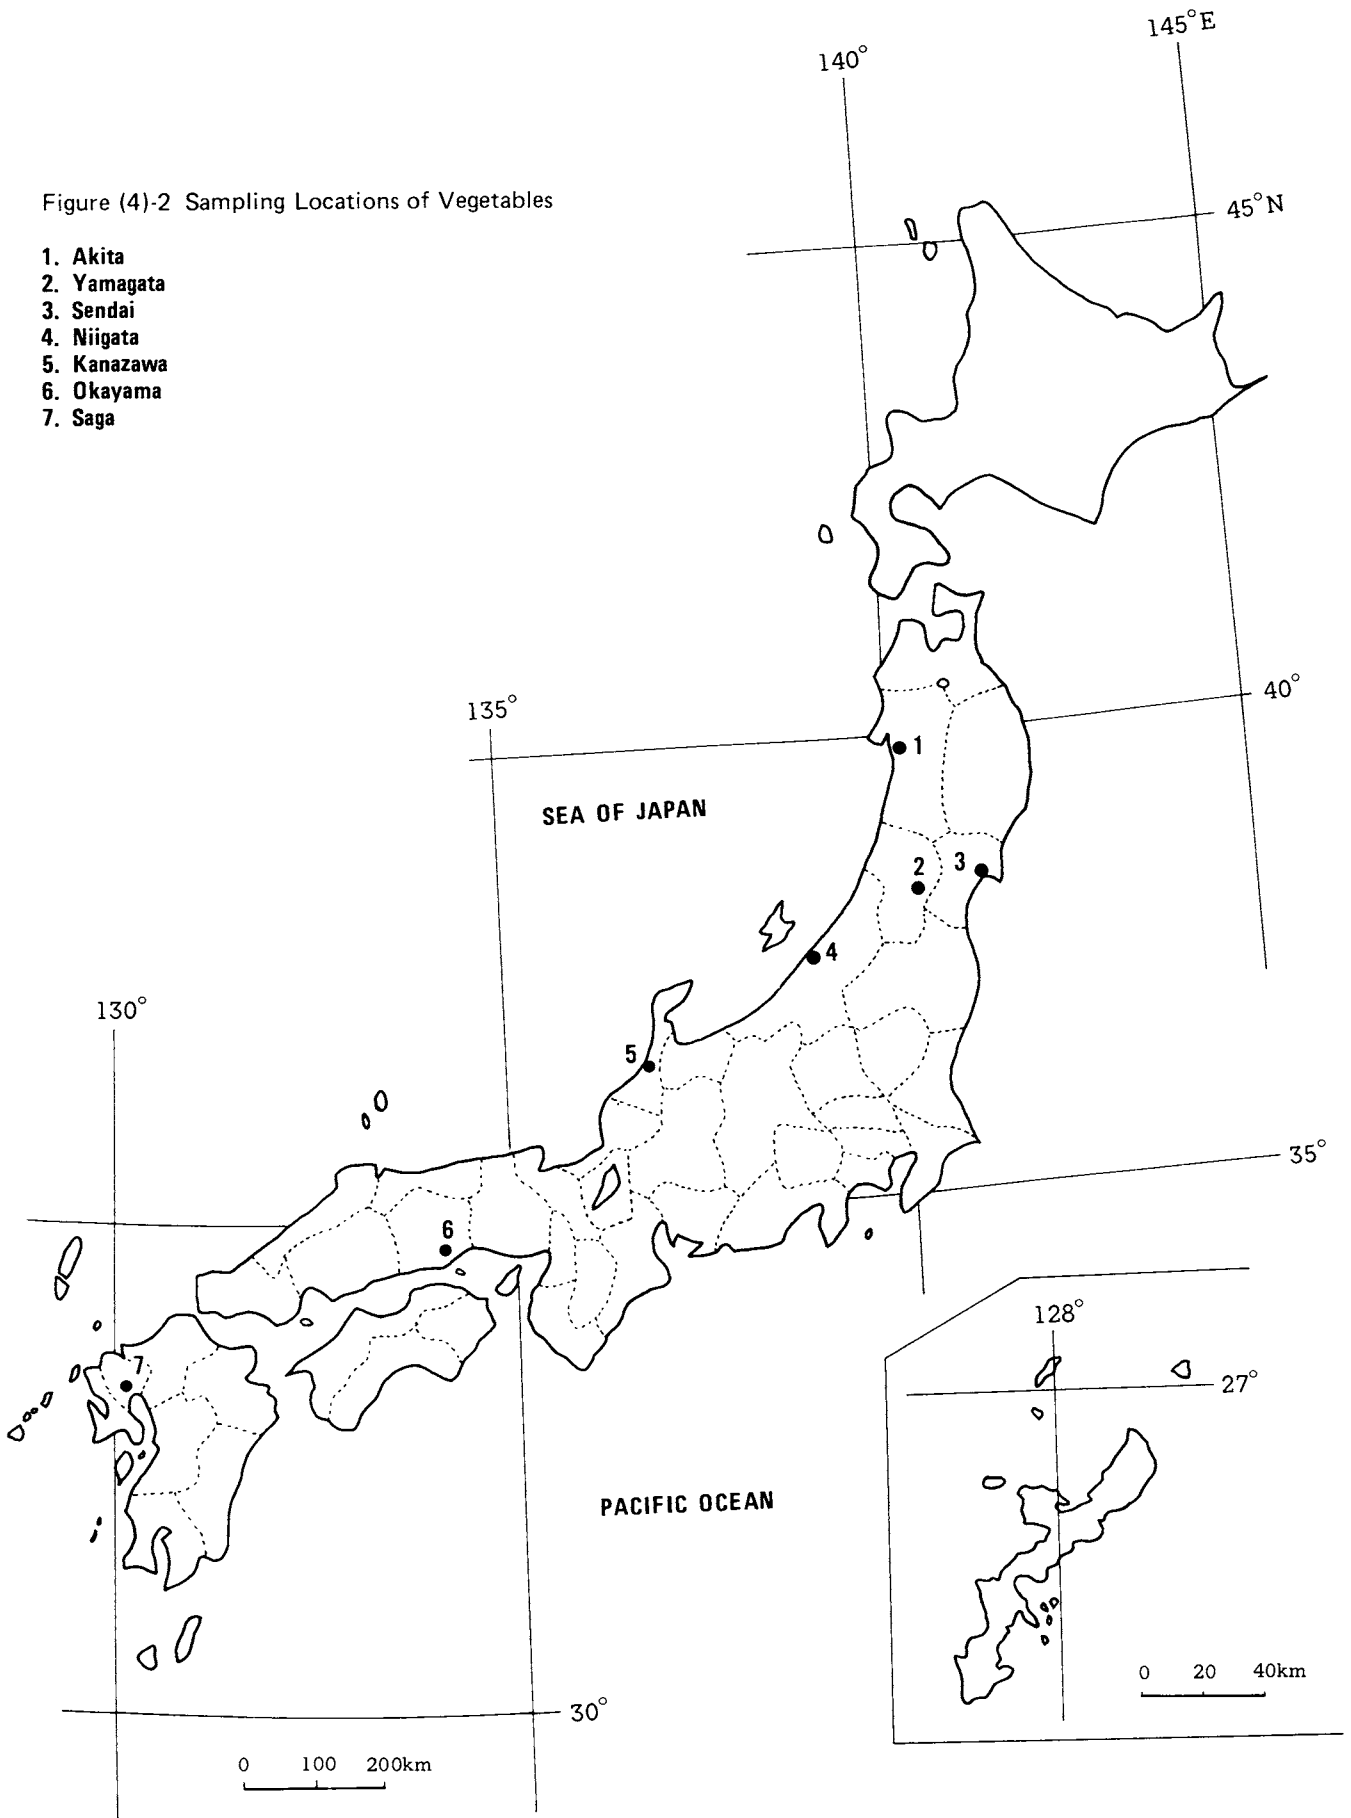 145°E
140°
Figure (4)-2 Sampling Locations of Vegetables
45°N
1. Akita
2. Yamagata
3. Sendai
4. Niigata
5. Kanazawa
6. Okayama
7. Saga
40°
135°
1
SEA OF JAPAN
2
3
4
130°
5
35°
6
128°
7
27°
PACIFIC OCEAN
0 20 40km
30°
0 100 200km